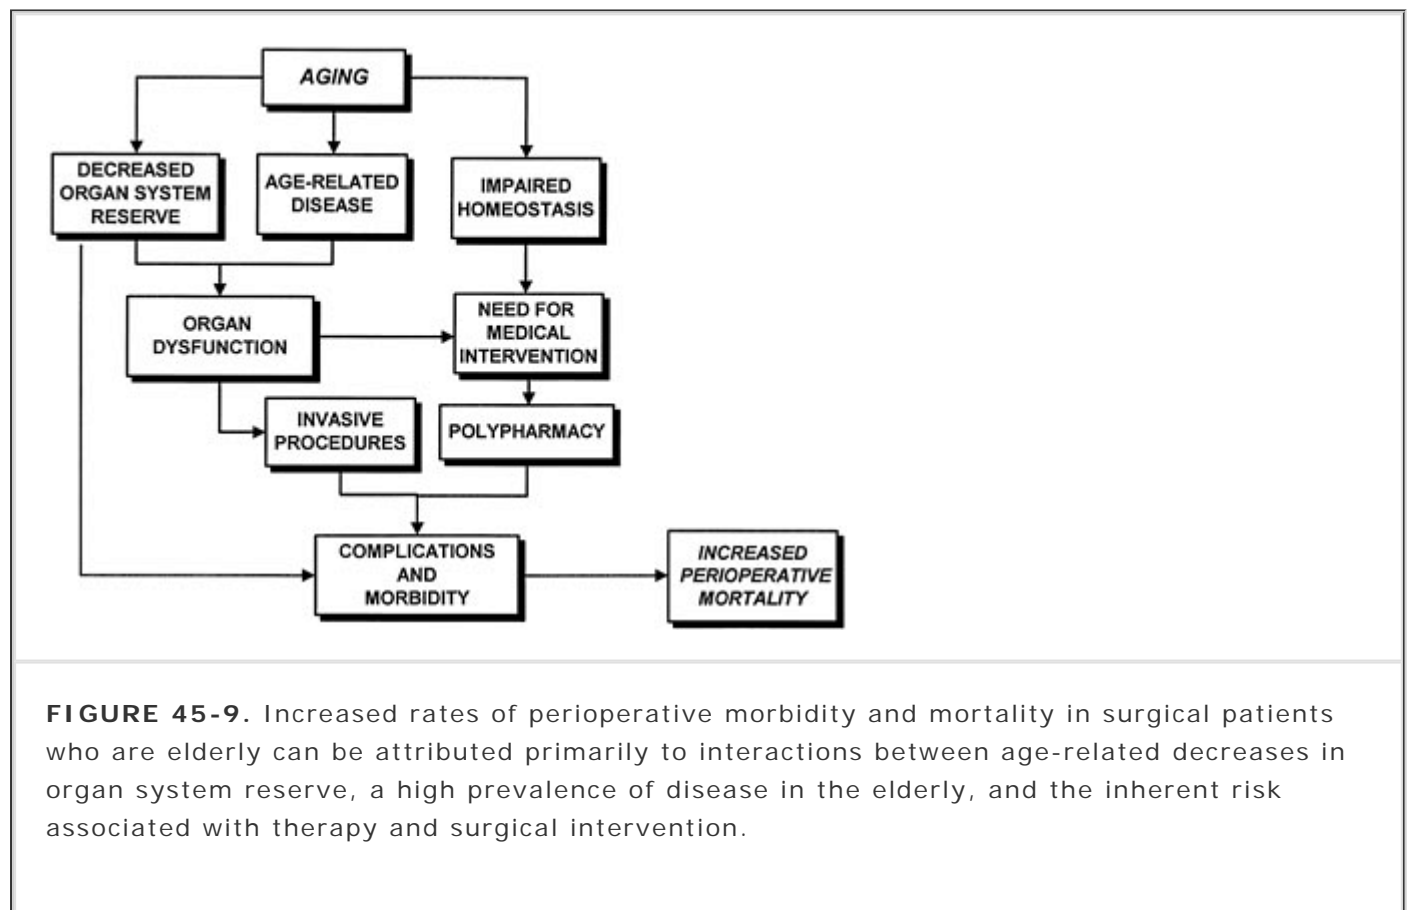 AGING
DECREASED
ORGAN SYSTEM
RESERVE
AGE-RELATED
DISEASE
IMPAIRED
HOMEOSTASIS
ORGAN
DYSFUNCTION
NEED FOR
MEDICAL
INTERVENTION
INVASIVE
PROCEDURES
POLYPHARMACY
COMPLICATIONS
AND
MORBIDITY
INCREASED
PERIOPERATIVE
MORTALITY
FIGURE 45-9. Increased rates of perioperative morbidity and mortality in surgical patients
who are elderly can be attributed primarily to interactions between age-related decreases in
organ system reserve, a high prevalence of disease in the elderly, and the inherent risk
associated with therapy and surgical intervention.